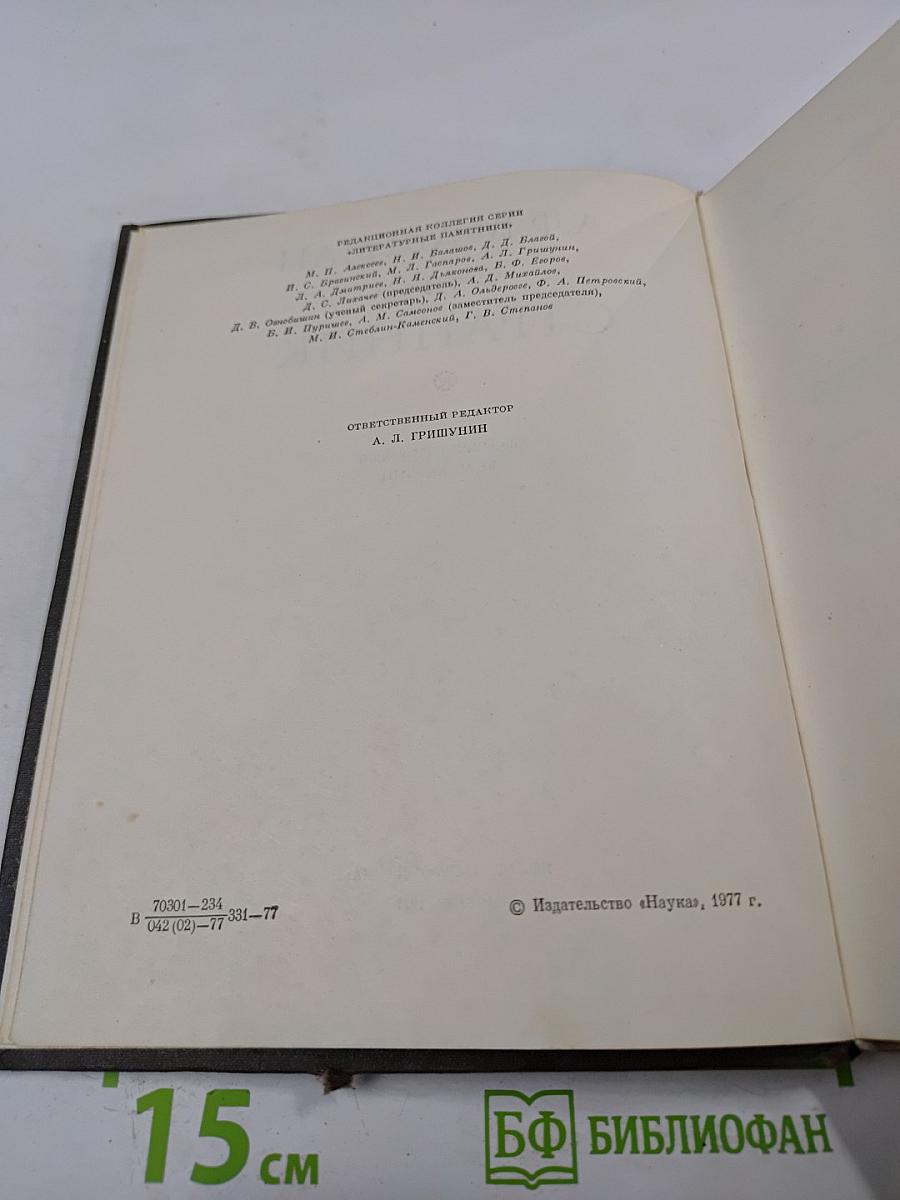 РЕДАКЦИОННАЯ КОЛЛЕГИЯ СЕРИИ
«ЛИТЕРАТУРНЫЕ ПАМЯТНИКИ»
М. П. Алексеев, Н. И. Балашов, Д. Д. Благой,
И. С. Брагинский, М. Л. Гаспаров, А. Л. Гришунин,
Л. А. Дмитриев, Н. Я. Дьяконова, Б. Ф. Егоров,
Д. С. Лихачев (председатель), А. Д. Михайлов,
Д. В. Ознобишин (ученый секретарь), Д. А. Ольдерогге, Ф. А. Петровский,
Б. И. Пуришев, А. М. Самсонов (заместитель председателя),
М. И. Стеблин-Каменский, Г. В. Степанов
ОТВЕТСТВЕННЫЙ РЕДАКТОР
А. Л. ГРИШУНИН
В 70301—234
042 (02)—77 331—77
© Издательство «Наука», 1977 г.
15 см
БФ БИБЛИОФАН